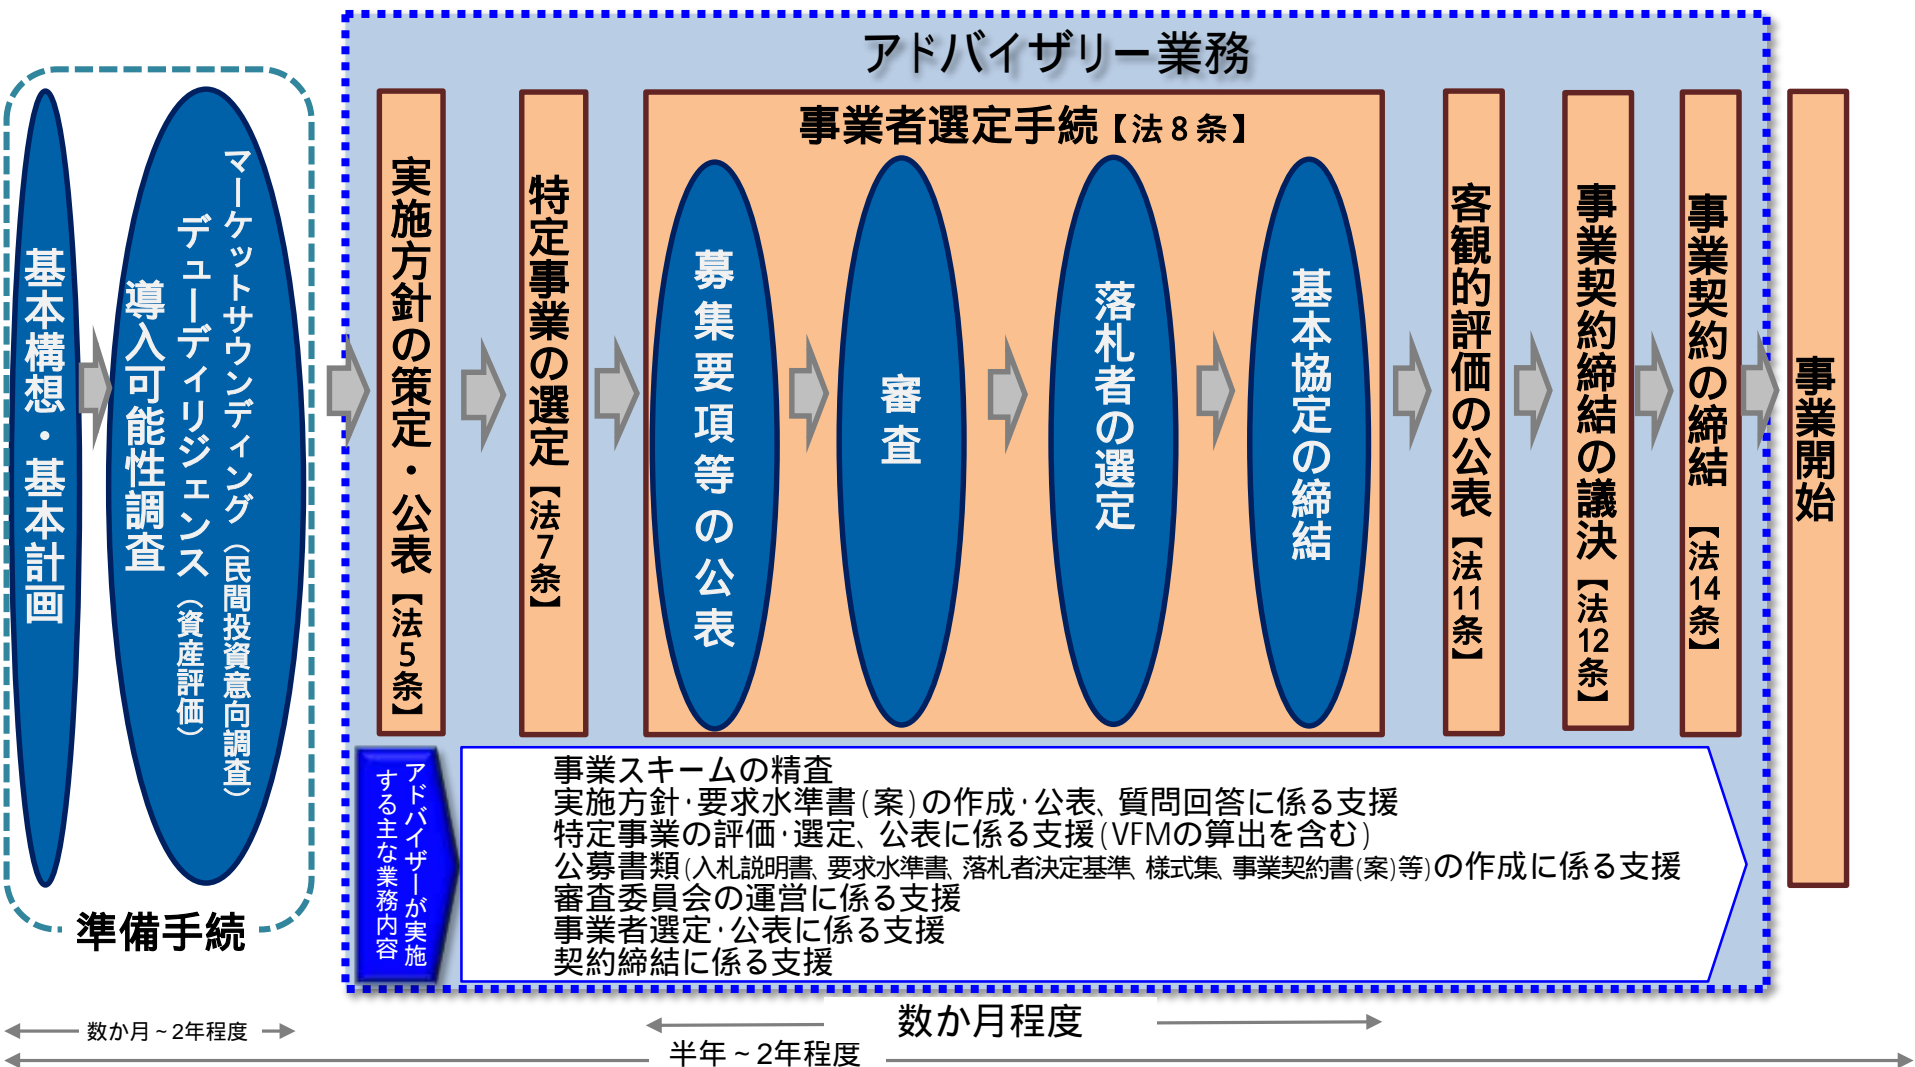 アドバイザリー業務
基本構想・基本計画
導入可能性調査
デューディリジェンス（資産評価）
マーケットサウンディング（民間投資意向調査）
準備手続
実施方針の策定・公表【法5条】
特定事業の選定【法7条】
事業者選定手続【法８条】
募集要項等の公表
審査
落札者の選定
基本協定の締結
客観的評価の公表【法11条】
事業契約締結の議決【法12条】
事業契約の締結　【法14条】
事業開始
アドバイザーが実施
する主な業務内容
事業スキームの精査
実施方針･要求水準書(案)の作成･公表、質問回答に係る支援
特定事業の評価･選定、公表に係る支援(VFMの算出を含む)
公募書類(入札説明書、要求水準書、落札者決定基準、様式集、事業契約書(案)等)の作成に係る支援
審査委員会の運営に係る支援
事業者選定･公表に係る支援
契約締結に係る支援
数か月～2年程度
数か月程度
半年～2年程度